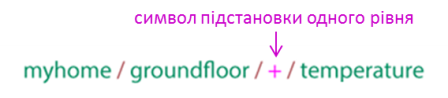 символ підстановки одного рівня
myhome / groundfloor / + / temperature